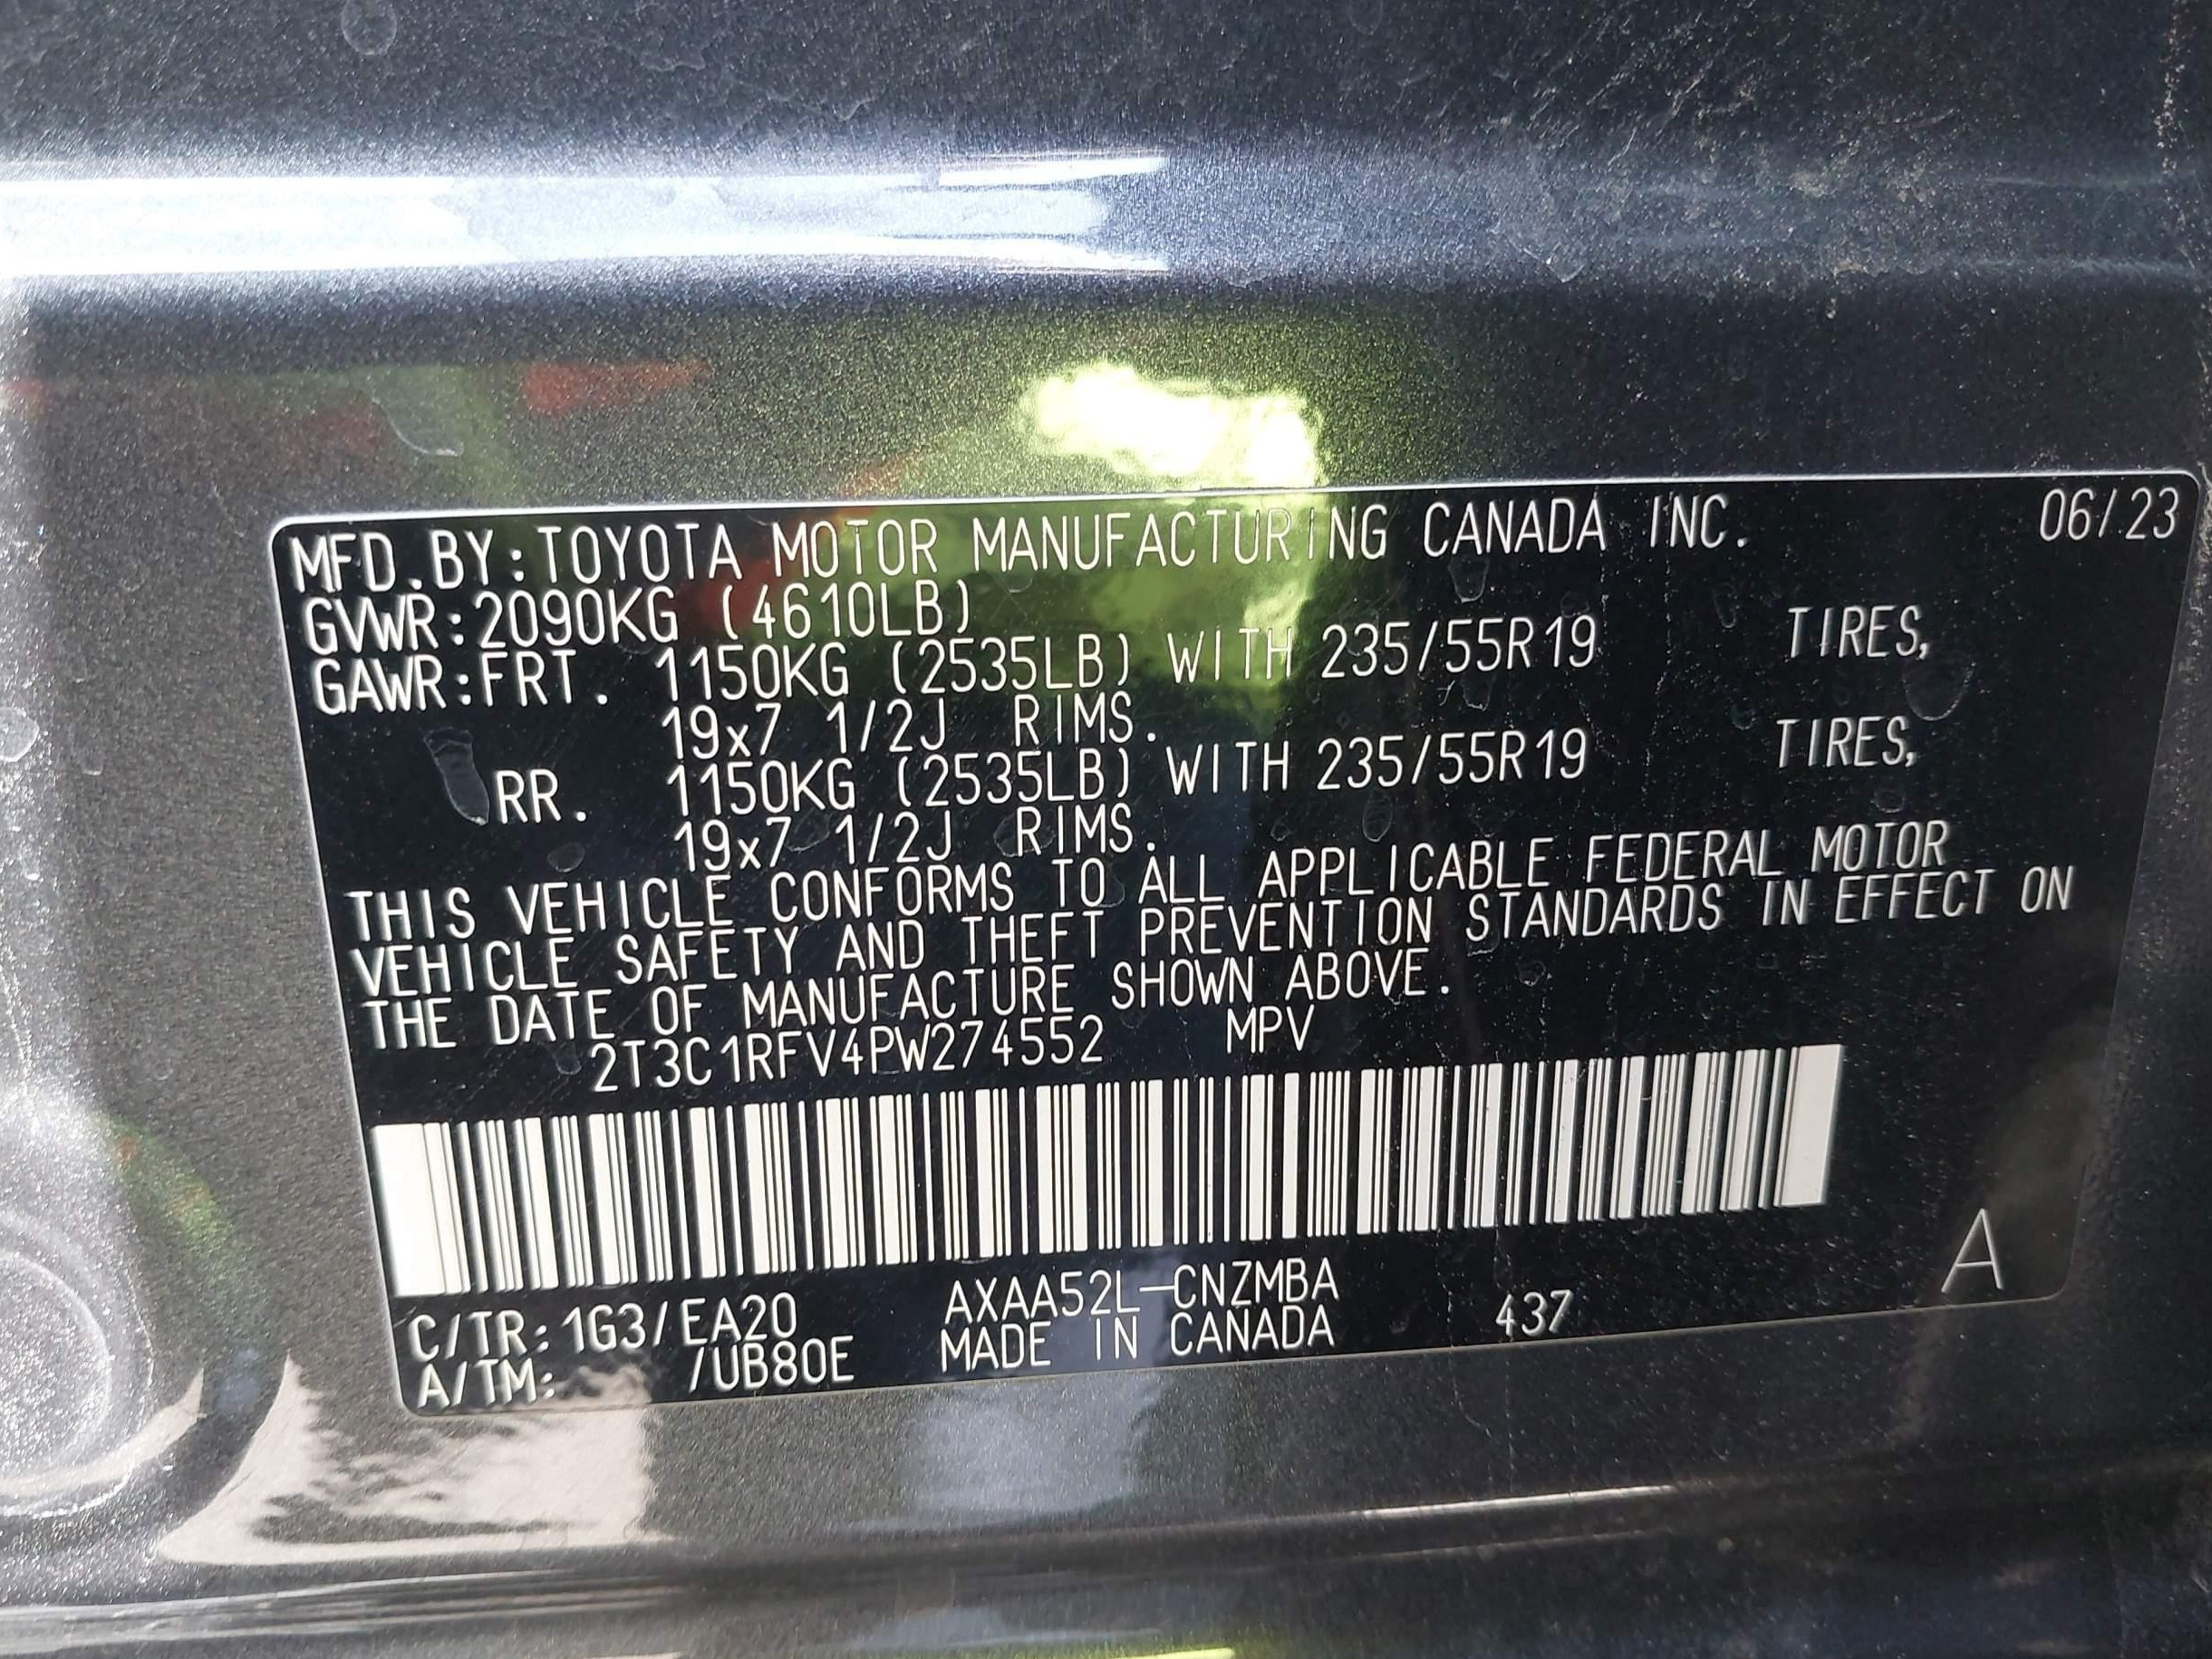 MFD.BY:TOYOTA MOTOR MANUFACTURING CANADA INC. 06/23
GVWR:2090KG (4610LB)
GAWR:FRT. 1150KG (2535LB) WITH 235/55R19 TIRES,
19x7 1/2J RIMS.
RR. 1150KG (2535LB) WITH 235/55R19 TIRES,
19x7 1/2J RIMS.
THIS VEHICLE CONFORMS TO ALL APPLICABLE FEDERAL MOTOR
VEHICLE SAFETY AND THEFT PREVENTION STANDARDS IN EFFECT ON
THE DATE OF MANUFACTURE SHOWN ABOVE.
2T3C1RFV4PW274552 MPV
C/TR:1G3/EA20 AXAA52L-CNZMBA 437 A
A/TM: /UB80E MADE IN CANADA